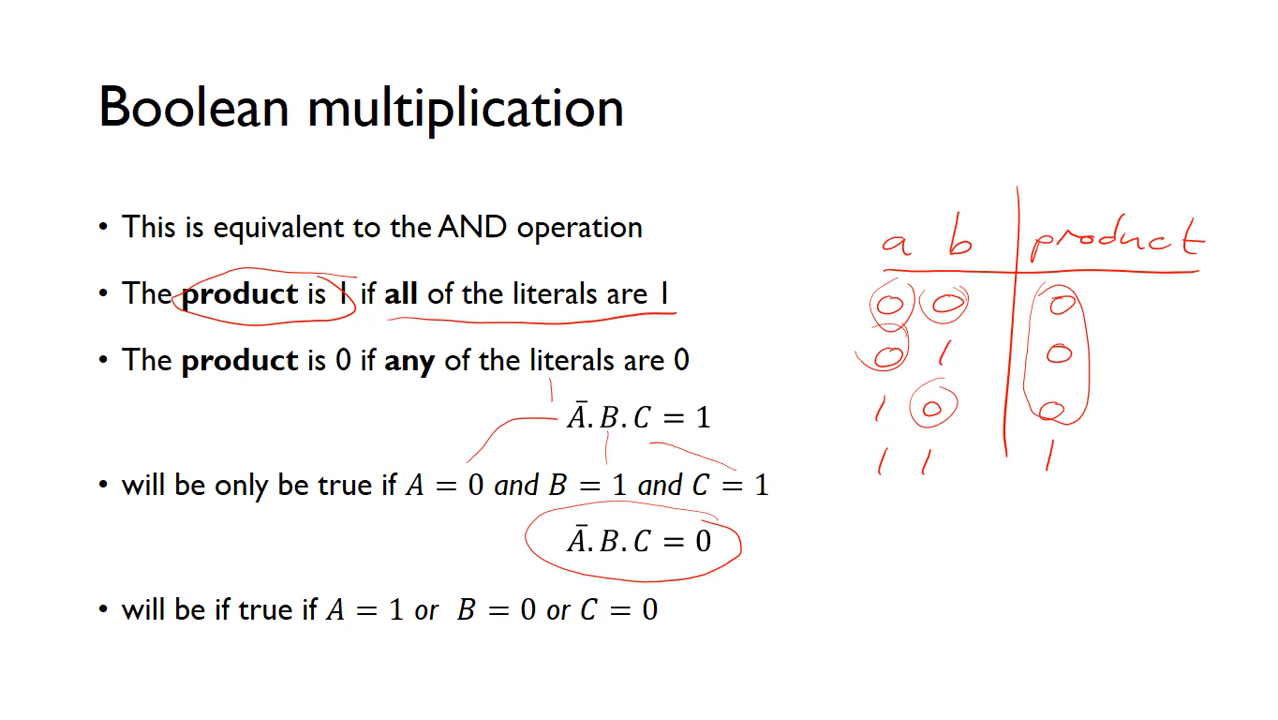 Boolean multiplication
• This is equivalent to the AND operation
• The product is 1 if all of the literals are 1
• The product is 0 if any of the literals are 0
Ā. B. C = 1
• will be only be true if A = 0 and B = 1 and C = 1
Ā. B. C = 0
• will be if true if A = 1 or B = 0 or C = 0
a b product
0 0 0
0 1 0
1 0 0
1 1 1